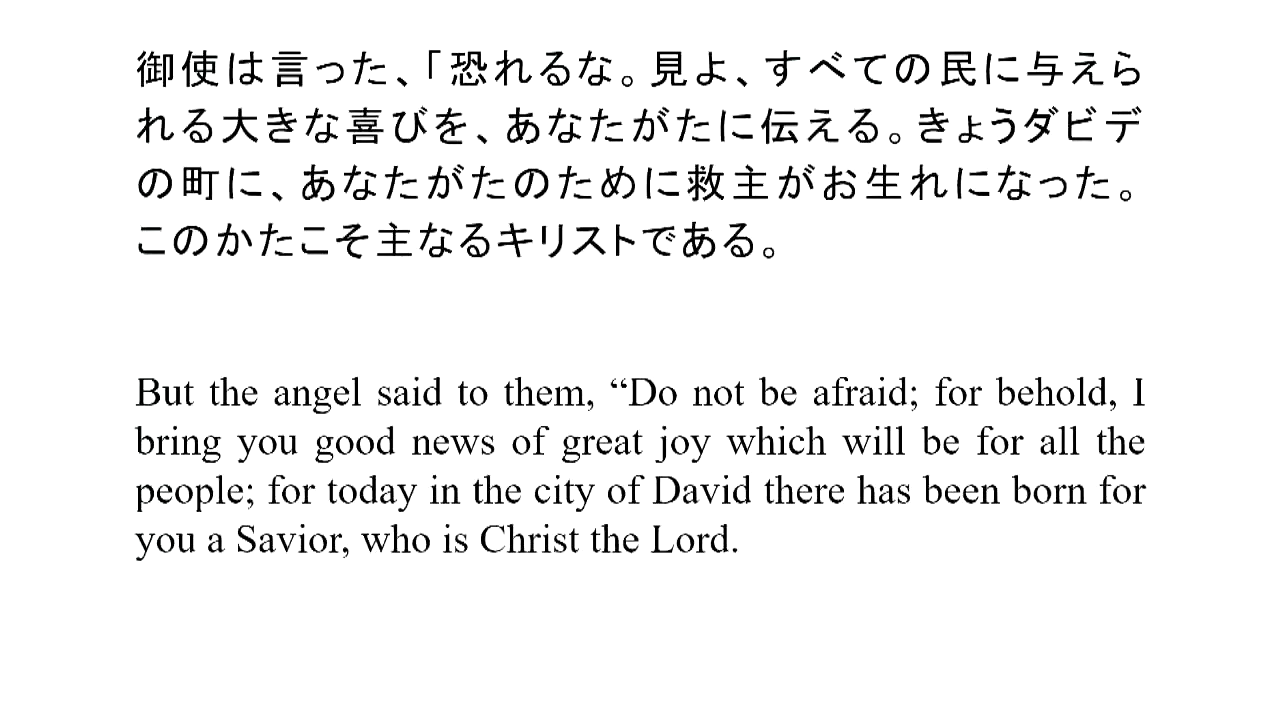 御使は言った、「恐れるな。見よ、すべての民に与えら
れる大きな喜びを、あなたがたに伝える。きょうダビデ
の町に、あなたがたのために救主がお生れになった。
このかたこそ主なるキリストである。
But the angel said to them, “Do not be afraid; for behold, I
bring you good news of great joy which will be for all the
people; for today in the city of David there has been born for
you a Savior, who is Christ the Lord.